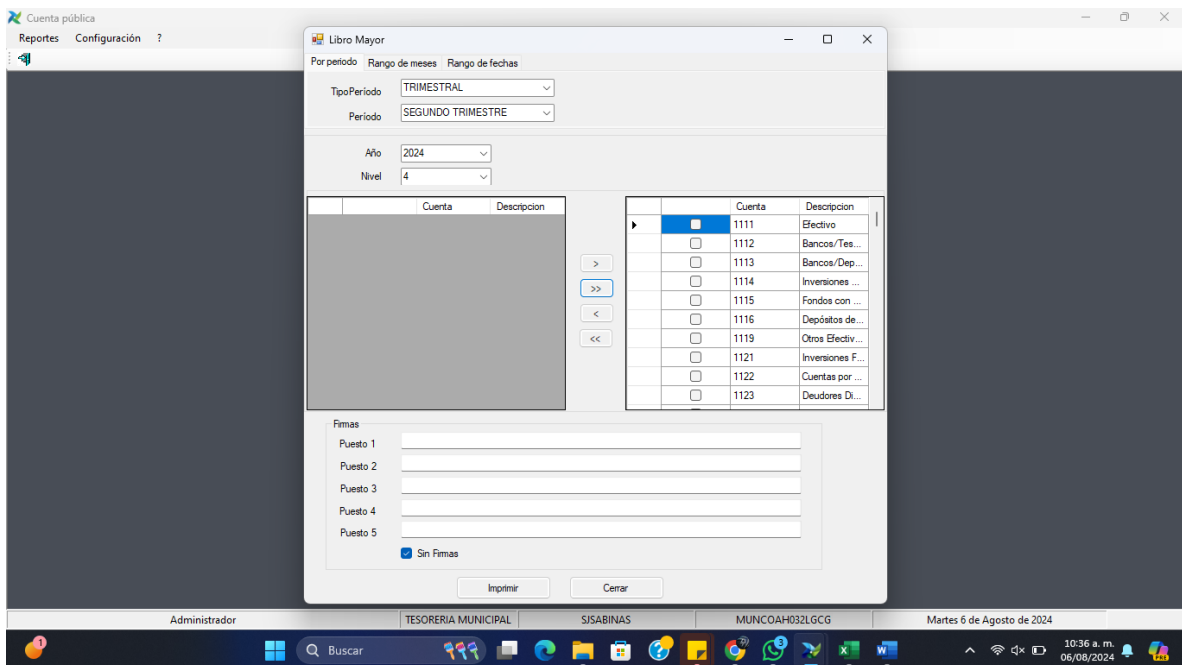 Cuenta pública
Reportes Configuración ?
Libro Mayor
Por periodo Rango de meses Rango de fechas
TipoPeríodo TRIMESTRAL
Período SEGUNDO TRIMESTRE
Año 2024
Nivel 4
Cuenta Descripcion
Cuenta Descripcion
1111 Efectivo
1112 Bancos/Tes...
1113 Bancos/Dep...
1114 Inversiones ...
1115 Fondos con ...
1116 Depósitos de...
1119 Otros Efectiv...
1121 Inversiones F...
1122 Cuentas por ...
1123 Deudores Di...
>
>>
<
<<
Firmas
Puesto 1
Puesto 2
Puesto 3
Puesto 4
Puesto 5
Sin Firmas
Imprimir Cerrar
Administrador TESORERIA MUNICIPAL SJSABINAS MUNCOAH032LGCG Martes 6 de Agosto de 2024
1 Buscar 10:36 a. m.
06/08/2024